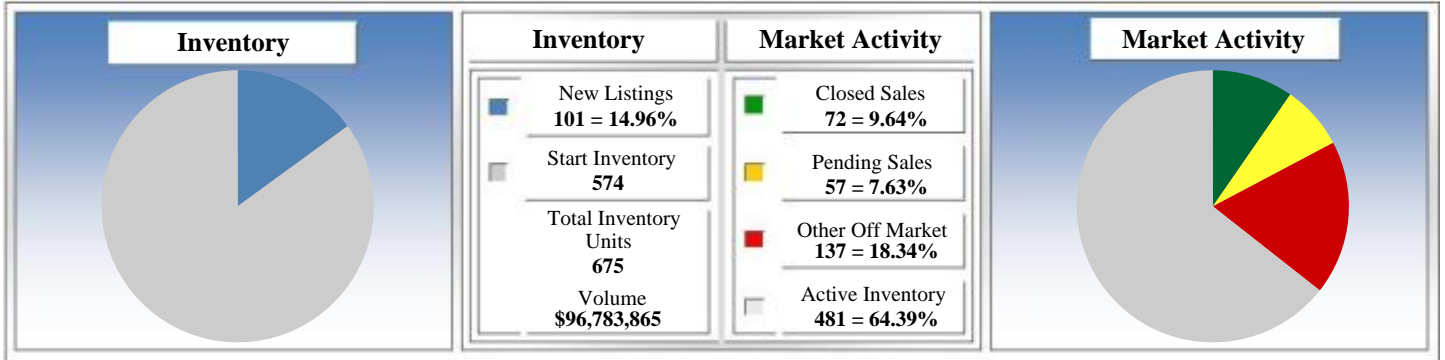 Inventory
Inventory
Market Activity
New Listings
101 = 14.96%
Start Inventory
574
Total Inventory
Units
675
Volume
$96,783,865
Closed Sales
72 = 9.64%
Pending Sales
57 = 7.63%
Other Off Market
137 = 18.34%
Active Inventory
481 = 64.39%
Market Activity